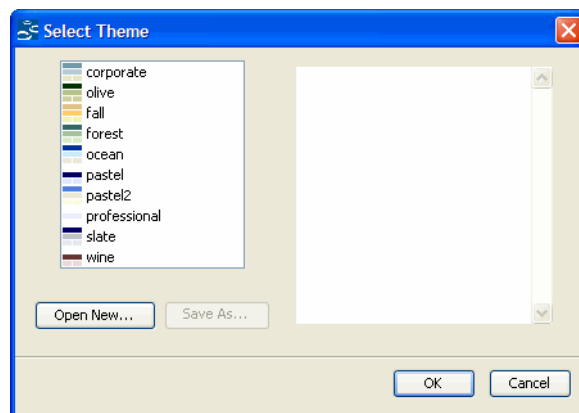 Select Theme
corporate
olive
fall
forest
ocean
pastel
pastel2
professional
slate
wine
Open New...
Save As...
OK
Cancel